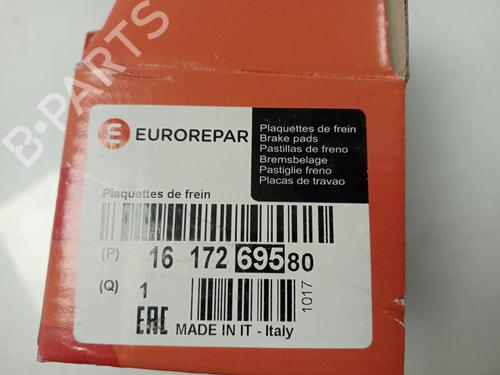 B-PARTS
E EUROREPAR
Plaquettes de frein
Brake pads
Pastillas de freno
Bremsbelage
Pastiglie freno
Placas de travao
Plaquettes de frein
(P) 16 172 695 80
(Q) 1
1017
EAC MADE IN IT - Italy